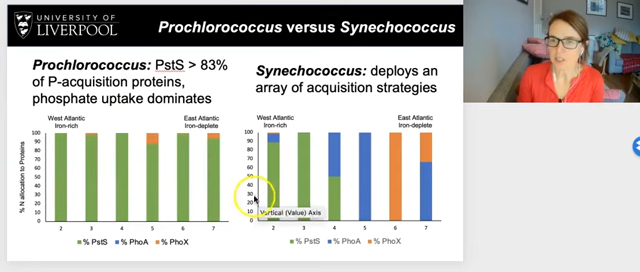 UNIVERSITY OF
LIVERPOOL
Prochlorococcus versus Synechococcus
Prochlorococcus: PstS > 83%
of P-acquisition proteins,
phosphate uptake dominates
West Atlantic
Iron-rich
East Atlantic
Iron-deplete
% N allocation to Proteins
100
90
80
70
60
50
40
30
20
10
0
2 3 4 5 6 7
% PstS % PhoA % PhoX
Synechococcus: deploys an
array of acquisition strategies
West Atlantic
Iron-rich
East Atlantic
Iron-deplete
100
90
80
70
60
50
40
30
20
10
0
Vertical (Value) Axis
2 3 4 5 6 7
% PstS % PhoA % PhoX